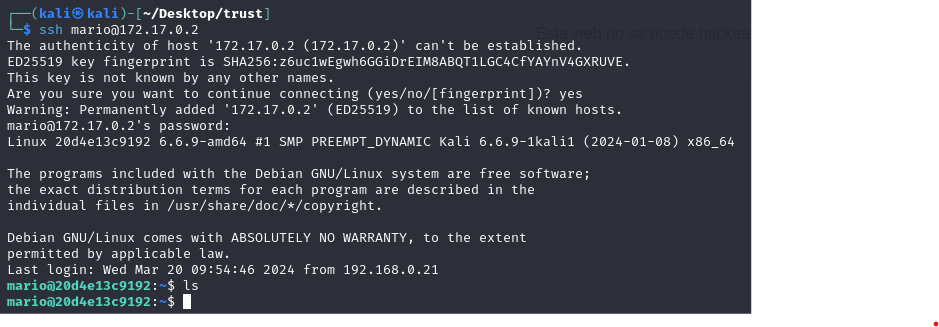 ┌──(kali㉿kali)-[~/Desktop/trust]
└─$ ssh mario@172.17.0.2
The authenticity of host '172.17.0.2 (172.17.0.2)' can't be established.
Esta web no se puede hackea
ED25519 key fingerprint is SHA256:z6uc1wEgwh6GGiDrEIM8ABQT1LGC4CfYAYnV4GXRUVE.
This key is not known by any other names.
Are you sure you want to continue connecting (yes/no/[fingerprint])? yes
Warning: Permanently added '172.17.0.2' (ED25519) to the list of known hosts.
mario@172.17.0.2's password:
Linux 20d4e13c9192 6.6.9-amd64 #1 SMP PREEMPT_DYNAMIC Kali 6.6.9-1kali1 (2024-01-08) x86_64
The programs included with the Debian GNU/Linux system are free software;
the exact distribution terms for each program are described in the
individual files in /usr/share/doc/*/copyright.
Debian GNU/Linux comes with ABSOLUTELY NO WARRANTY, to the extent
permitted by applicable law.
Last login: Wed Mar 20 09:54:46 2024 from 192.168.0.21
mario@20d4e13c9192:~$ ls
mario@20d4e13c9192:~$